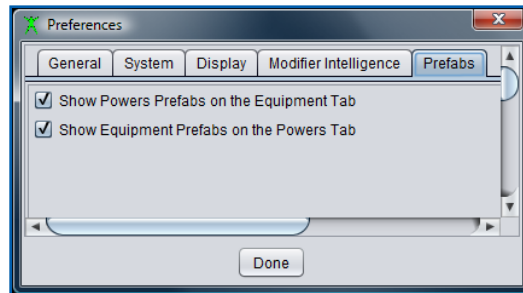 Preferences
General System Display Modifier Intelligence Prefabs
Show Powers Prefabs on the Equipment Tab
Show Equipment Prefabs on the Powers Tab
Done